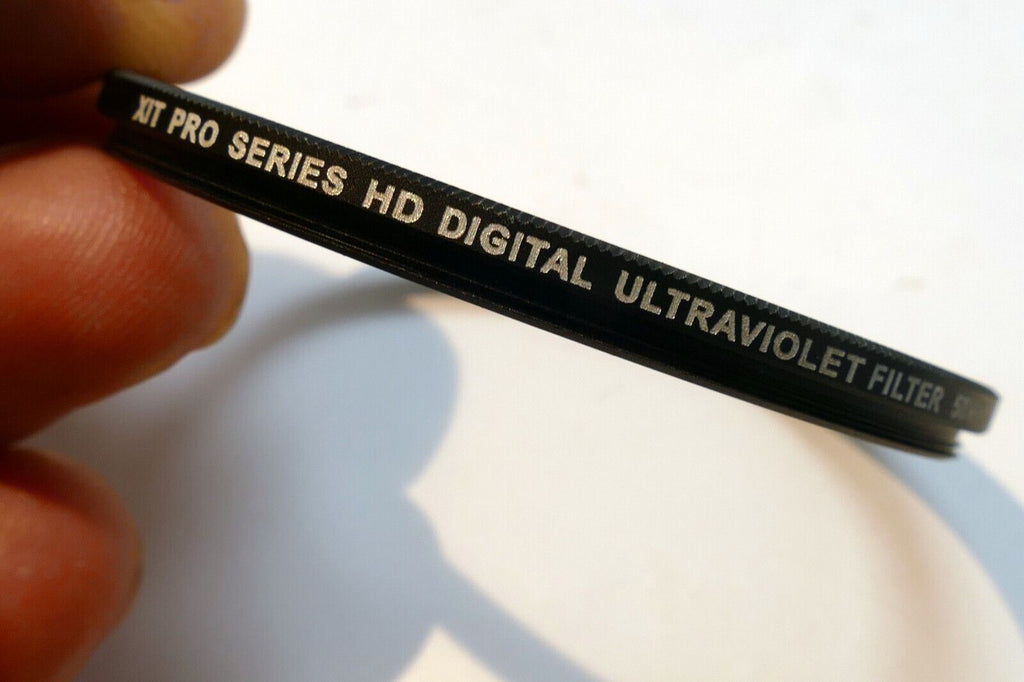 XIT PRO SERIES HD DIGITAL ULTRAVIOLET FILTER